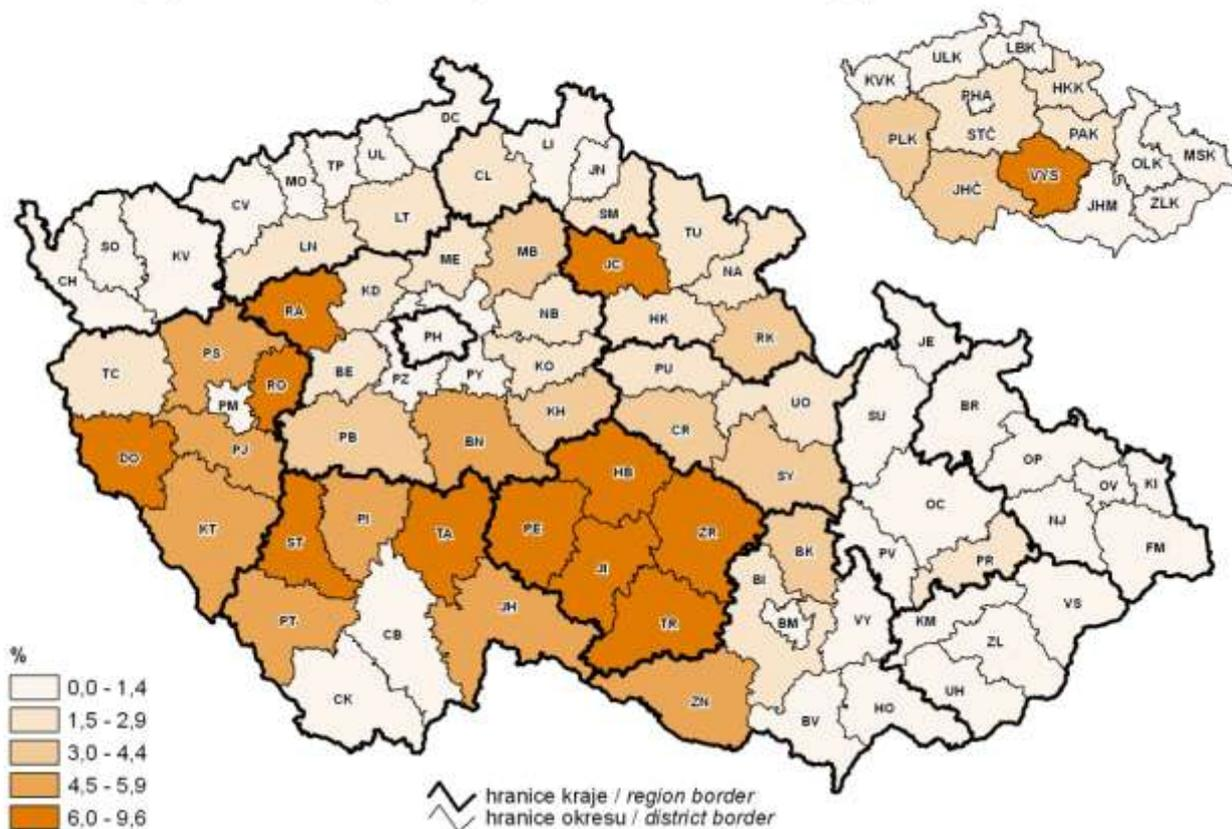 ULK
LBK
KVK
PHA
HKK
STČ
PAK
PLK
OLK
MSK
VYS
JHČ
JHM
ZLK
DC
LI
UL
TP
JN
MO
CL
CV
SM
LT
TU
SO
KV
LN
MB
ME
NA
CH
JC
RA
KD
NB
HK
RK
PH
JE
PS
TC
RO
BE
PZ
PY
KO
PU
UO
BR
PM
SU
KH
CR
DO
PJ
PB
BN
OP
HB
SY
OV
KI
OC
NJ
KT
ST
PI
TA
PE
ZR
FM
BK
PV
PR
JI
BI
PT
JH
VS
TR
BM
VY
KM
CB
ZL
CK
ZN
UH
HO
BV
%
0,0 - 1,4
1,5 - 2,9
3,0 - 4,4
4,5 - 5,9
6,0 - 9,6
hranice kraje / region border
hranice okresu / district border